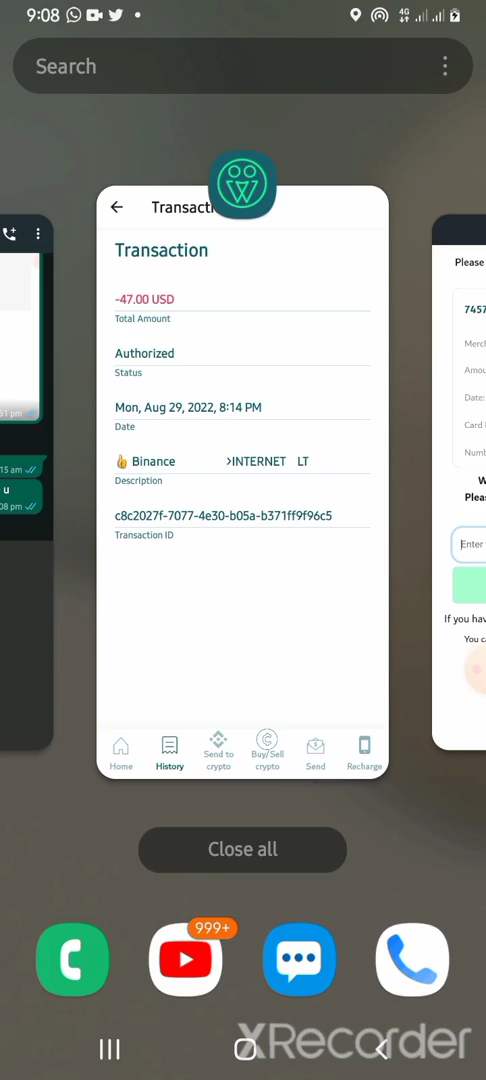 9:08
4G
Search
Transacti
Transaction
-47.00 USD
Total Amount
Authorized
Status
Mon, Aug 29, 2022, 8:14 PM
Date
👍 Binance >INTERNET LT
Description
c8c2027f-7077-4e30-b05a-b371ff9f96c5
Transaction ID
Home
History
Send to
crypto
Buy/Sell
crypto
Send
Recharge
51 pm
15 am
u
08 pm
Please
7457
Merch
Amou
Date:
Card
Numb
W
Pleas
Enter
If you hav
You ca
Close all
999+
XRecorder